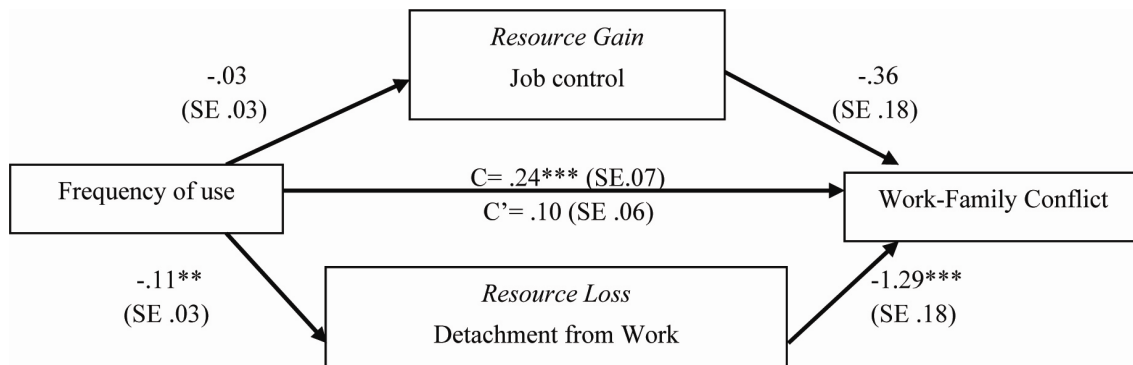 Resource Gain
Job control
-.03
(SE .03)
-.36
(SE .18)
Frequency of use
C= .24*** (SE.07)
C’= .10 (SE .06)
Work-Family Conflict
-.11**
(SE .03)
Resource Loss
Detachment from Work
-1.29***
(SE .18)